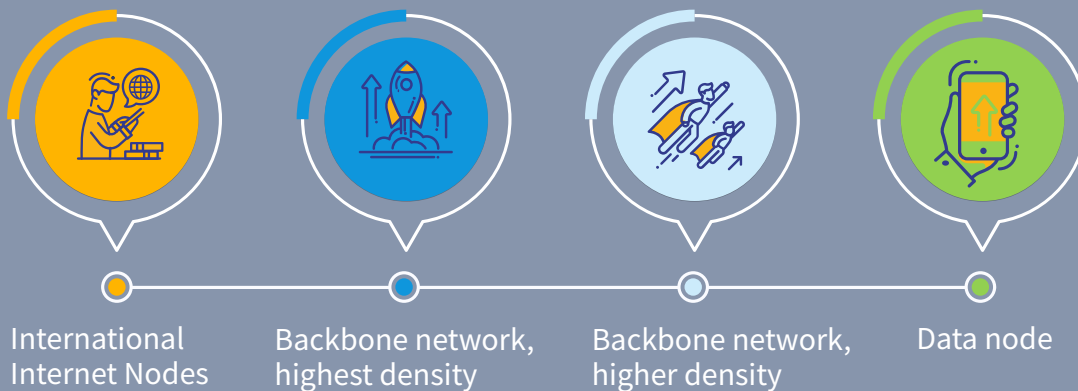 International
Internet Nodes
Backbone network,
highest density
Backbone network,
higher density
Data node